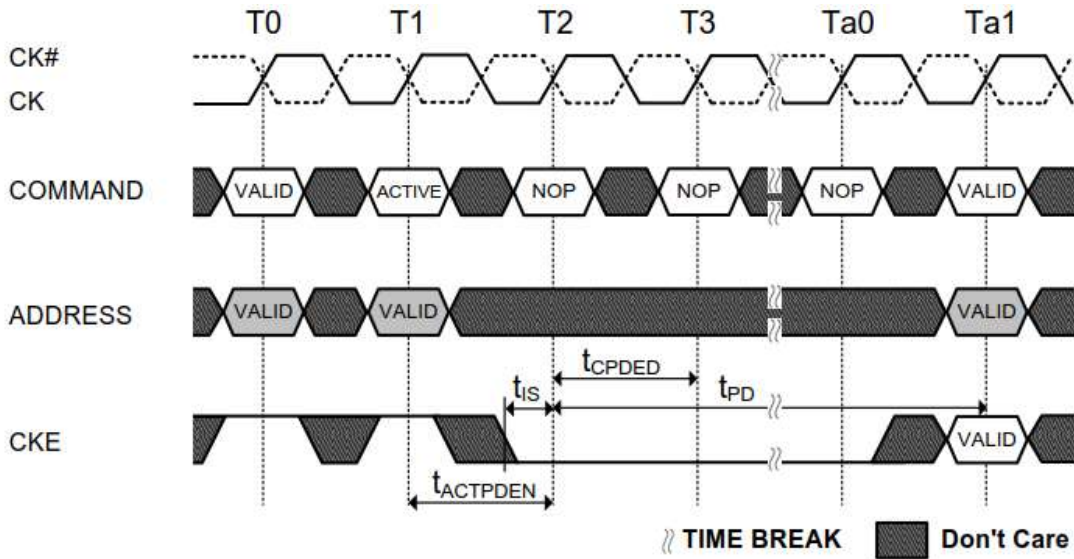 T0 T1 T2 T3 Ta0 Ta1
CK#
CK
COMMAND VALID ACTIVE NOP NOP NOP VALID
ADDRESS VALID VALID VALID
tCPDED
tIS tPD
CKE VALID
tACTPDEN
TIME BREAK Don't Care